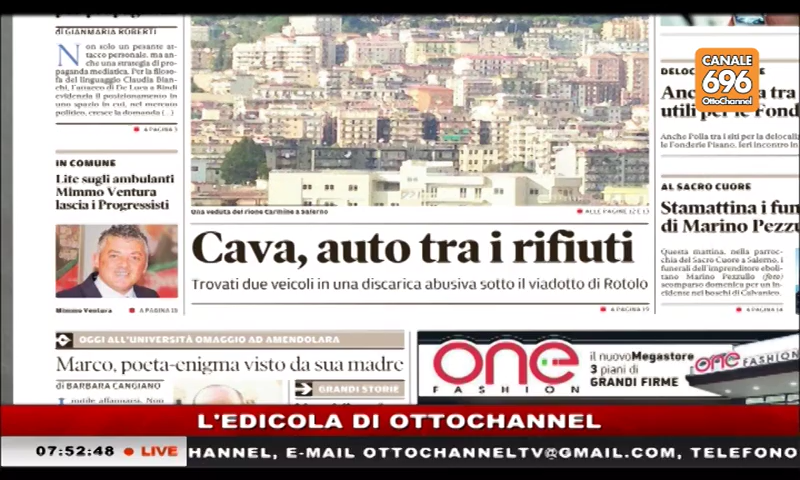 di GIANMARIA ROBERTI
Non solo un pesante at-
tacco personale, ma an-
che una strategia di pro-
paganda mediatica. Per la filoso-
fa del linguaggio Claudia Bian-
chi, l'attacco di De Luca a Bindi
evidenzia il posizionamento in
uno spazio in cui, nel mercato
politico, cresce la domanda (...)
A PAGINA 3
IN COMUNE
Lite sugli ambulanti
Mimmo Ventura
lascia i Progressisti
Mimmo Ventura
A PAGINA 18
Una veduta del rione Carmine a Salerno
ALLE PAGINE 12 E 13
Cava, auto tra i rifiuti
Trovati due veicoli in una discarica abusiva sotto il viadotto di Rotolo
A PAGINA 19
CANALE
696
OttoChannel
DELOC
Anc a tra
utili per le Fond
Anche Polla tra i siti per la delocaliz
le Fonderie Pisano. Ieri incontro in
AL SACRO CUORE
Stamattina i fun
di Marino Pezzu
Questa mattina, nella parroc-
chia del Sacro Cuore a Salerno, i
funerali dell'imprenditore eboli-
tano Marino Pezzullo (foto)
scomparso domenica per un in-
cidente nei boschi di Calvanico.
A PAGINA 14
OGGI ALL'UNIVERSITÀ OMAGGIO AD AMENDOLARA
Marco, poeta-enigma visto da sua madre
di BARBARA CANGIANO
Inutile affannarsi. Non
GRANDI STORIE
one
FASHION
il nuovo Megastore
3 piani di
GRANDI FIRME
one FASHION
L'EDICOLA DI OTTOCHANNEL
07:52:48 LIVE HANNEL, E-MAIL OTTOCHANNELTV@GMAIL.COM, TELEFONO